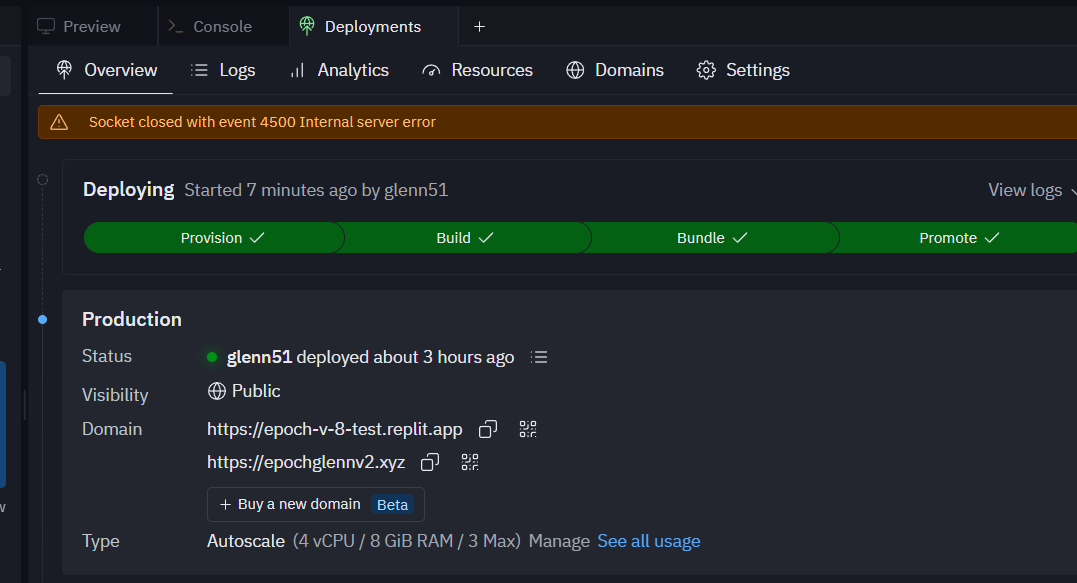 Preview Console Deployments
Overview Logs Analytics Resources Domains Settings
Socket closed with event 4500 Internal server error
Deploying Started 7 minutes ago by glenn51 View logs
Provision Build Bundle Promote
Production
Status glenn51 deployed about 3 hours ago
Visibility Public
Domain https://epoch-v-8-test.replit.app
https://epochglennv2.xyz
+ Buy a new domain Beta
Type Autoscale (4 vCPU / 8 GiB RAM / 3 Max) Manage See all usage